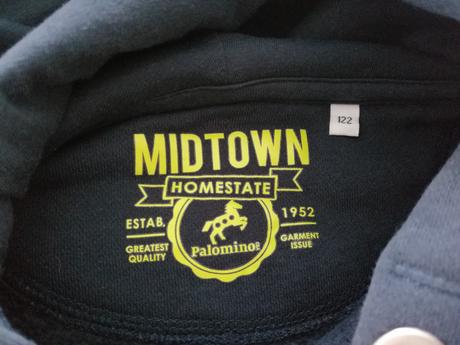 122
MIDTOWN
HOMESTATE
ESTAB. 1952
GREATEST
QUALITY
Palomino
GARMENT
ISSUE